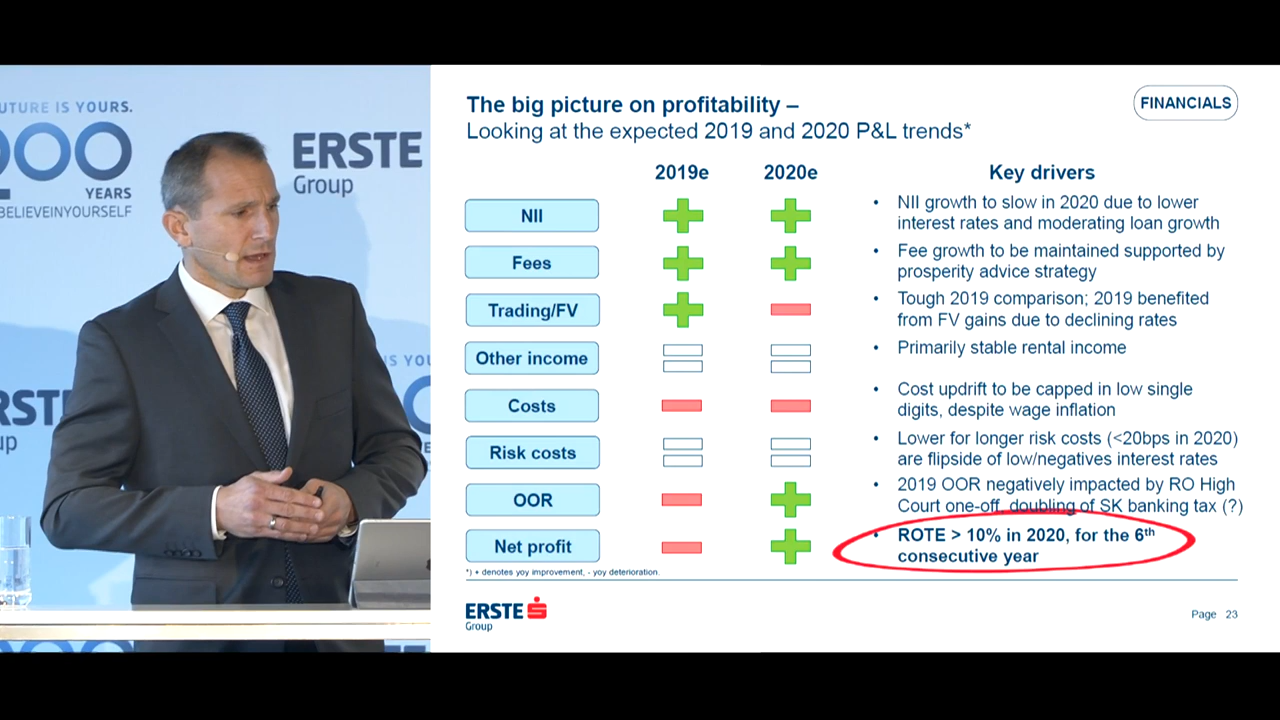 UTURE IS YOURS.
200
YEARS
BELIEVEINYOURSELF
ERSTE
Group
IS YOU
RST
up
The big picture on profitability –
Looking at the expected 2019 and 2020 P&L trends*
FINANCIALS
2019e 2020e Key drivers
NII
• NII growth to slow in 2020 due to lower
interest rates and moderating loan growth
Fees
• Fee growth to be maintained supported by
prosperity advice strategy
Trading/FV
• Tough 2019 comparison; 2019 benefited
from FV gains due to declining rates
Other income
• Primarily stable rental income
Costs
• Cost updrift to be capped in low single
digits, despite wage inflation
Risk costs
• Lower for longer risk costs (<20bps in 2020)
are flipside of low/negatives interest rates
OOR
• 2019 OOR negatively impacted by RO High
Court one-off, doubling of SK banking tax (?)
Net profit
• ROTE > 10% in 2020, for the 6th
consecutive year
*) + denotes yoy improvement, - yoy deterioration.
ERSTE
Group
Page 23